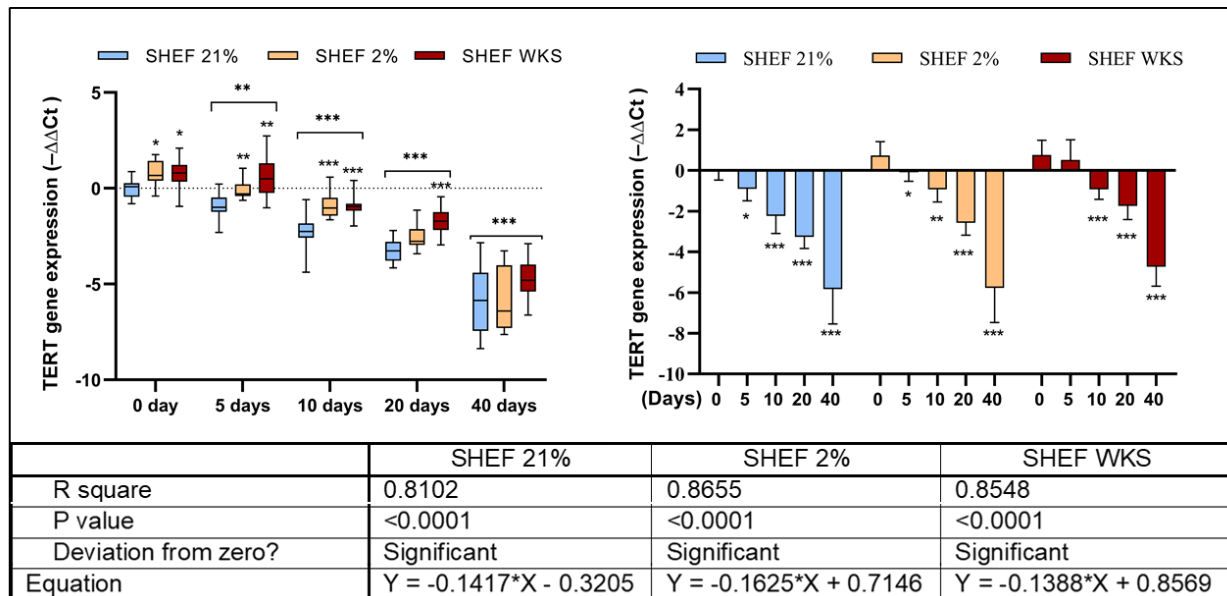 SHEF 21% SHEF 2% SHEF WKS
TERT gene expression (−ΔΔCt )
5
0
-5
-10
* *
** ** **
*** *** ***
*** ***
***
0 day 5 days 10 days 20 days 40 days
SHEF 21% SHEF 2% SHEF WKS
TERT gene expression (−ΔΔCt )
4
2
0
-2
-4
-6
-8
-10
* *** *** ***
* ** *** ***
*** *** ***
(Days) 0 5 10 20 40 0 5 10 20 40 0 5 10 20 40
SHEF 21% SHEF 2% SHEF WKS
R square 0.8102 0.8655 0.8548
P value <0.0001 <0.0001 <0.0001
Deviation from zero? Significant Significant Significant
Equation Y = -0.1417*X - 0.3205 Y = -0.1625*X + 0.7146 Y = -0.1388*X + 0.8569